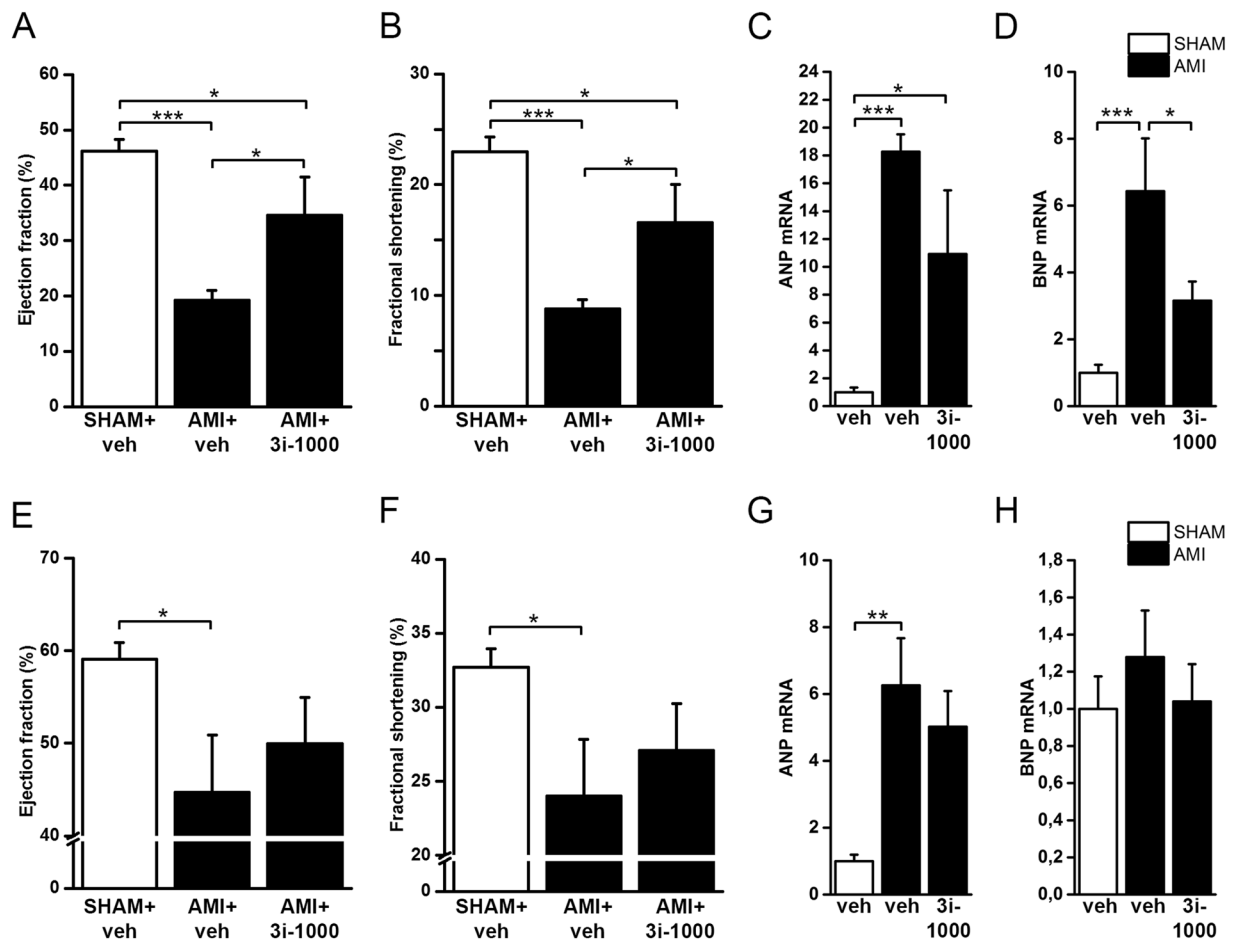 A
Ejection fraction (%)
60
50
40
30
20
10
0
*
***
*
SHAM+ AMI+ AMI+
veh veh 3i-1000
B
Fractional shortening (%)
30
20
10
0
*
***
*
SHAM+ AMI+ AMI+
veh veh 3i-1000
C
ANP mRNA
24
22
20
18
16
14
12
10
8
6
4
2
0
*
***
veh veh 3i-
1000
D
SHAM
AMI
BNP mRNA
10
8
6
4
2
0
*** *
veh veh 3i-
1000
E
Ejection fraction (%)
70
60
50
40
0
*
SHAM+ AMI+ AMI+
veh veh 3i-1000
F
Fractional shortening (%)
40
35
30
25
20
0
*
SHAM+ AMI+ AMI+
veh veh 3i-1000
G
ANP mRNA
10
8
6
4
2
0
**
veh veh 3i-
1000
H
SHAM
AMI
BNP mRNA
1,8
1,6
1,4
1,2
1,0
0,8
0,6
0,4
0,2
0,0
veh veh 3i-
1000